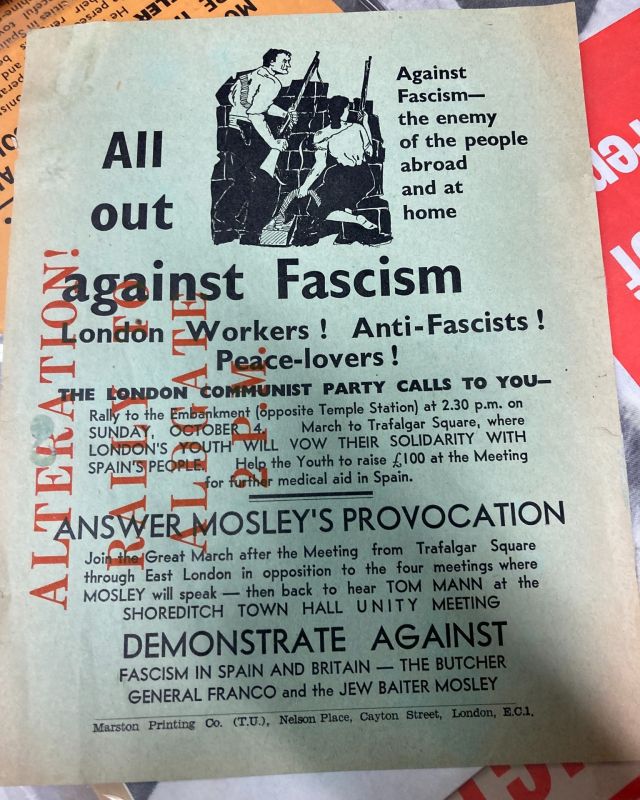 All
out
Against
Fascism—
the enemy
of the people
abroad
and at
home
against Fascism
London Workers! Anti-Fascists!
Peace-lovers!
THE LONDON COMMUNIST PARTY CALLS TO YOU—
Rally to the Embankment (opposite Temple Station) at 2.30 p.m. on
SUNDAY, OCTOBER 4. March to Trafalgar Square, where
LONDON'S YOUTH WILL VOW THEIR SOLIDARITY WITH
SPAIN'S PEOPLE. Help the Youth to raise £100 at the Meeting
for further medical aid in Spain.
ANSWER MOSLEY'S PROVOCATION
Join the Great March after the Meeting from Trafalgar Square
through East London in opposition to the four meetings where
MOSLEY will speak — then back to hear TOM MANN at the
SHOREDITCH TOWN HALL UNITY MEETING
DEMONSTRATE AGAINST
FASCISM IN SPAIN AND BRITAIN — THE BUTCHER
GENERAL FRANCO and the JEW BAITER MOSLEY
Marston Printing Co. (T.U.), Nelson Place, Cayton Street, London, E.C.1.
ALTERATION!
RALLY TO
ALDGATE
2 P.M.